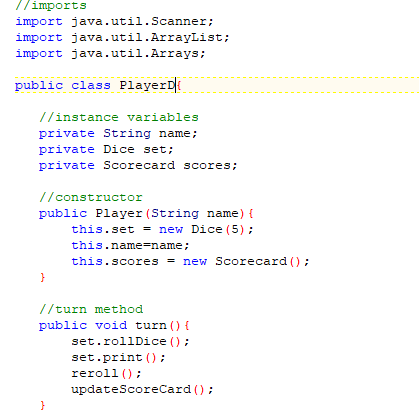 //imports
import java.util.Scanner;
import java.util.ArrayList;
import java.util.Arrays;
public class PlayerD{
//instance variables
private String name;
private Dice set;
private Scorecard scores;
//constructor
public Player(String name){
this.set = new Dice(5);
this.name=name;
this.scores = new Scorecard();
}
//turn method
public void turn(){
set.rollDice();
set.print();
reroll();
updateScoreCard();
}